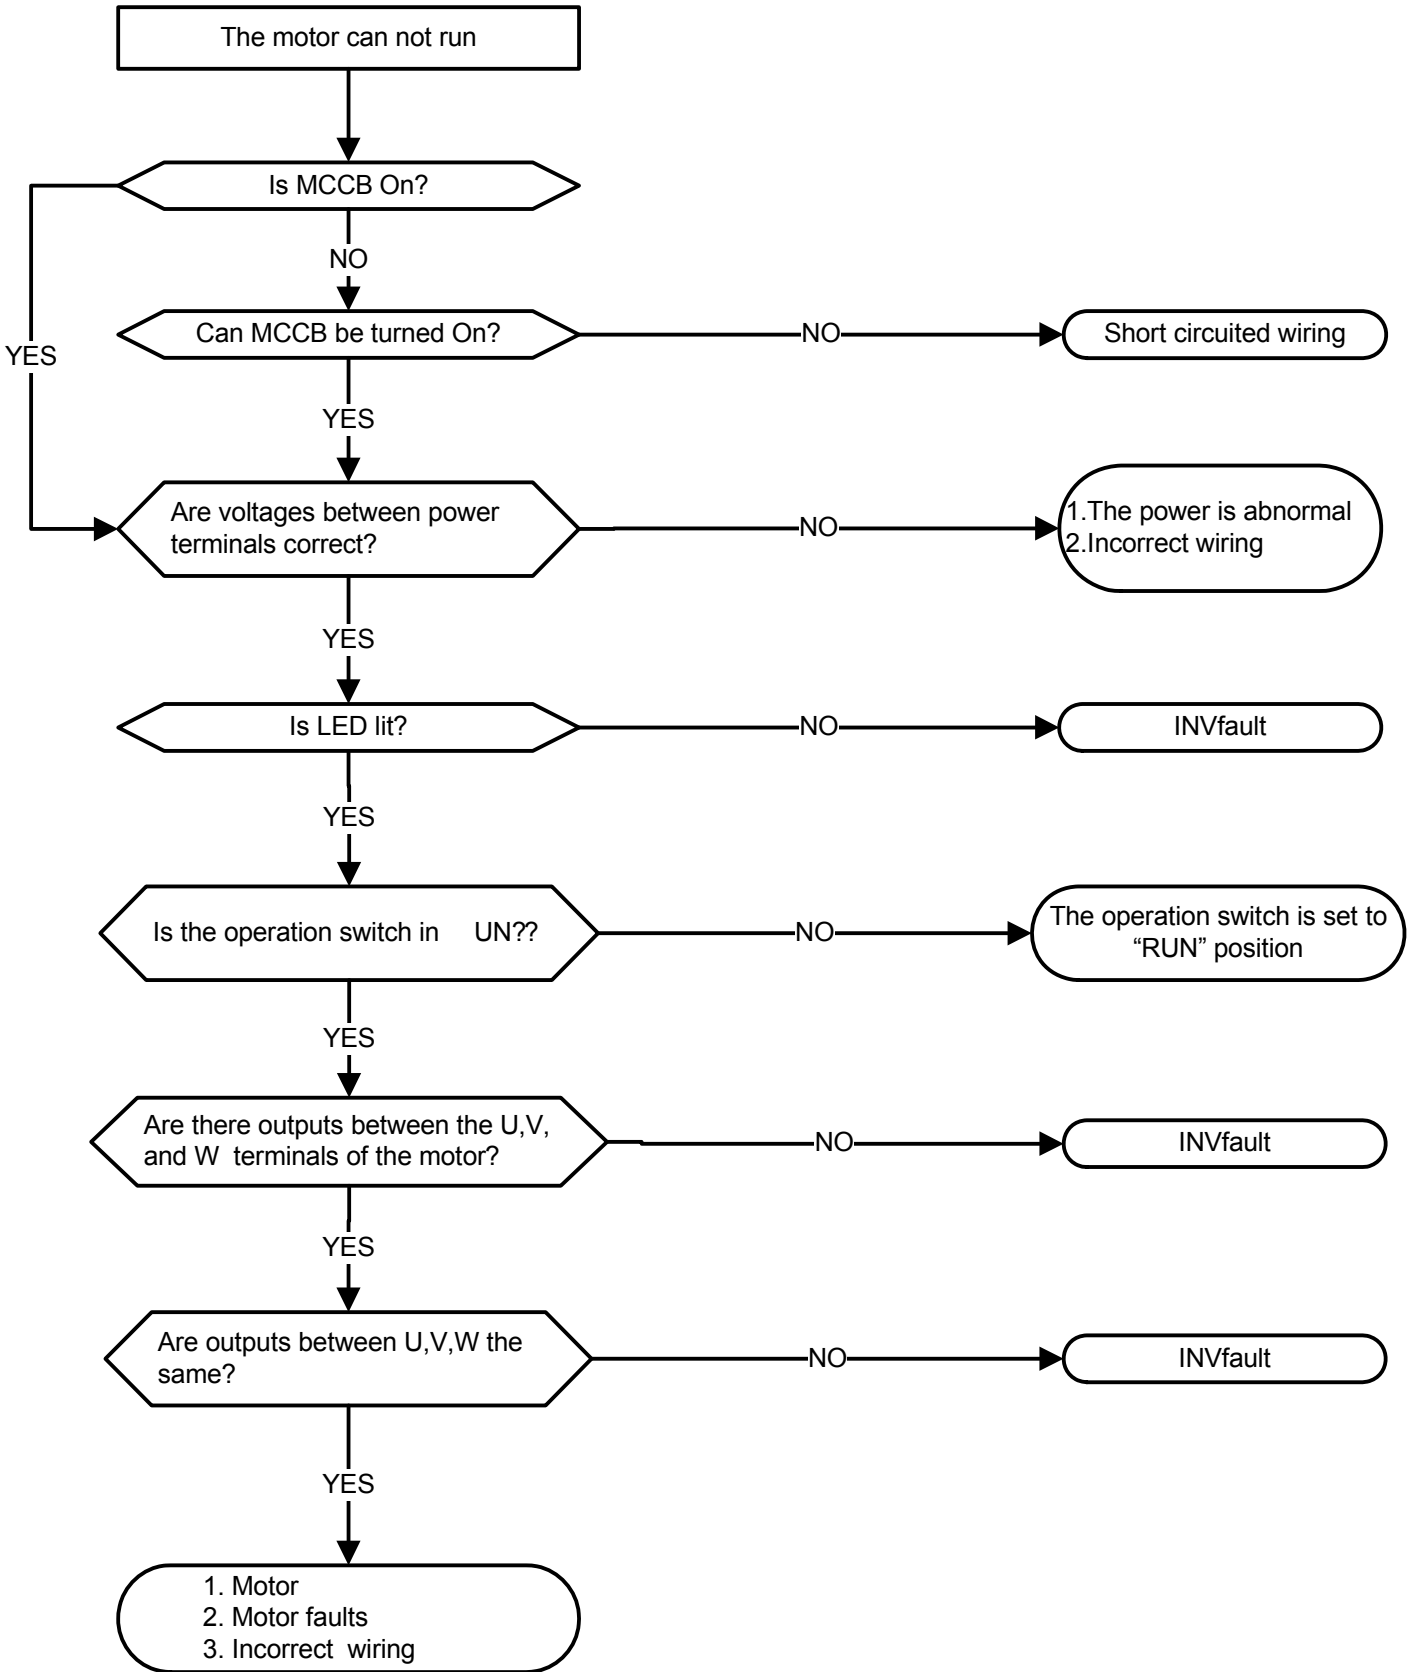 The motor can not run
Is MCCB On?
NO
Can MCCB be turned On?
NO
Short circuited wiring
YES
YES
Are voltages between power
terminals correct?
NO
1.The power is abnormal
2.Incorrect wiring
YES
Is LED lit?
NO
INVfault
YES
Is the operation switch in UN??
NO
The operation switch is set to
“RUN” position
YES
Are there outputs between the U,V,
and W terminals of the motor?
NO
INVfault
YES
Are outputs between U,V,W the
same?
NO
INVfault
YES
1. Motor
2. Motor faults
3. Incorrect wiring